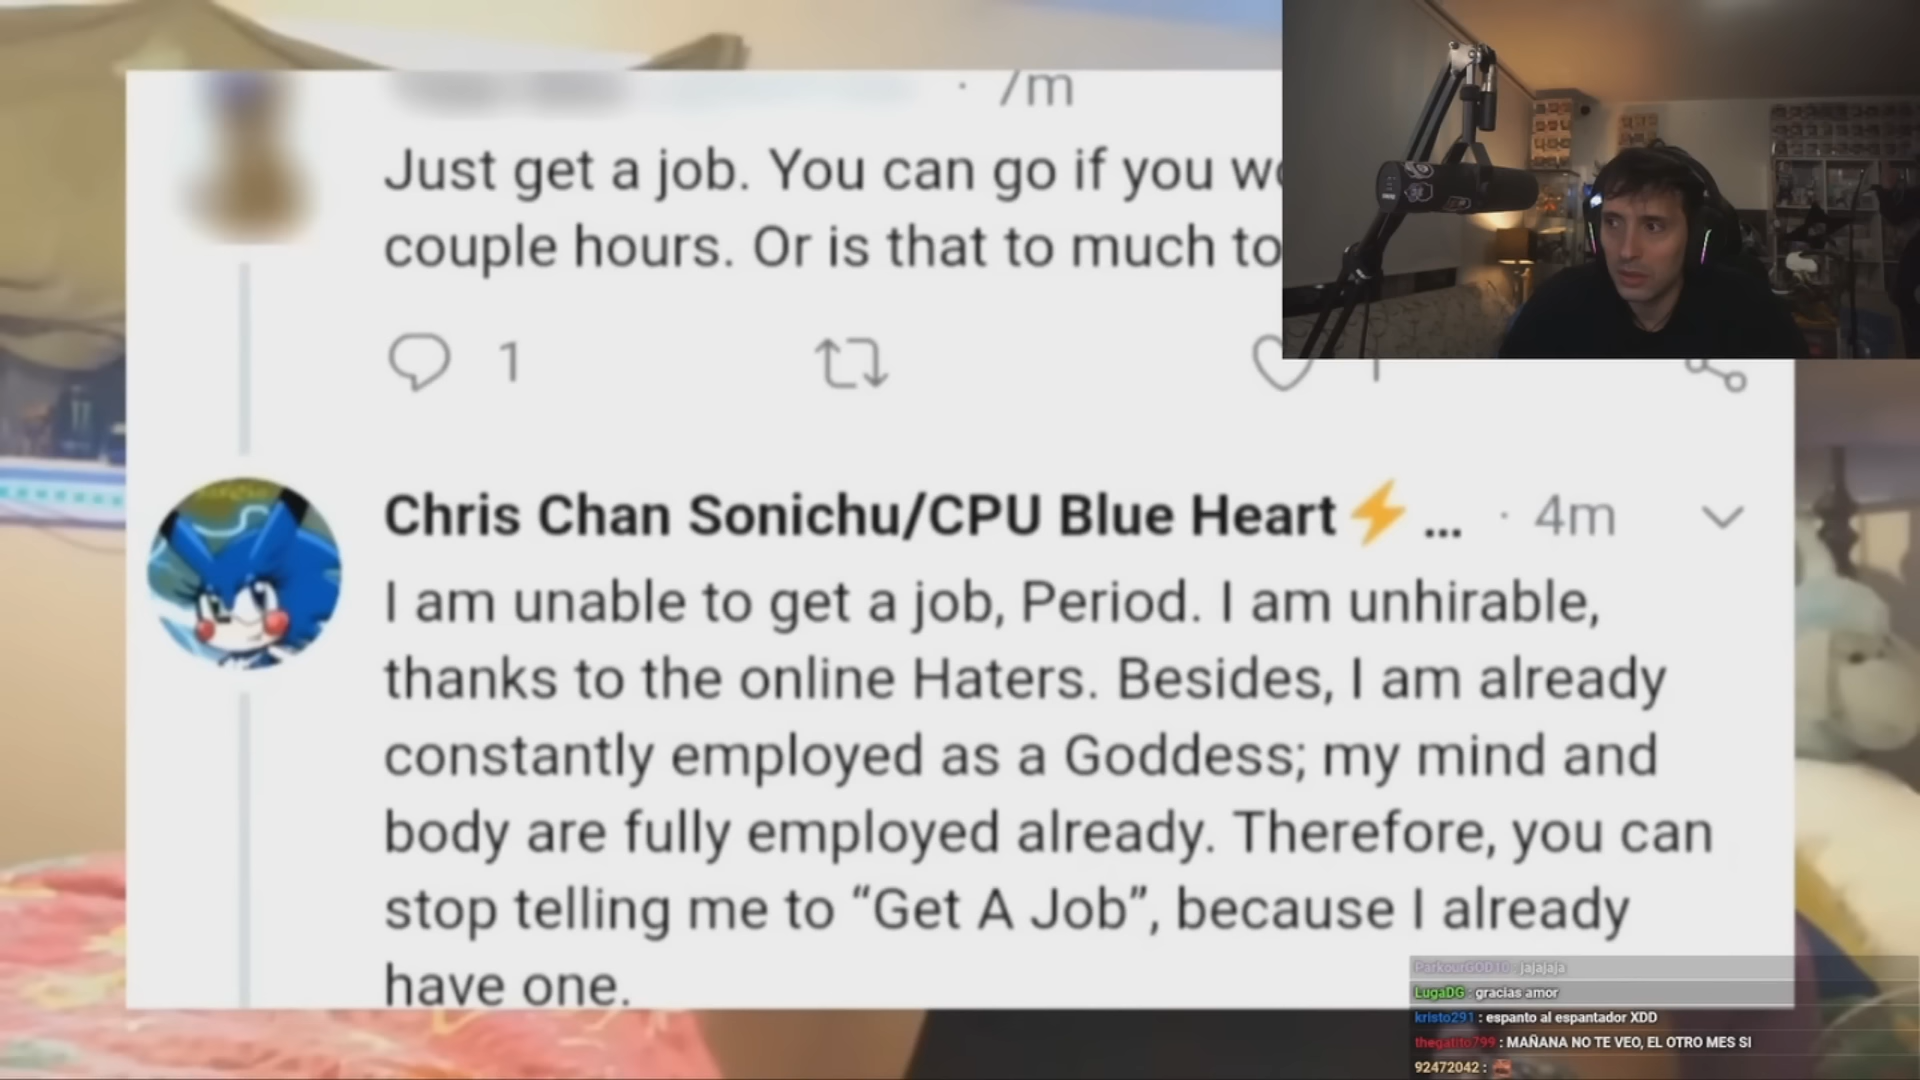 · 7m
Just get a job. You can go if you
couple hours. Or is that to much to
1
1
Chris Chan Sonichu/CPU Blue Heart⚡ ... · 4m
I am unable to get a job, Period. I am unhirable,
thanks to the online Haters. Besides, I am already
constantly employed as a Goddess; my mind and
body are fully employed already. Therefore, you can
stop telling me to “Get A Job”, because I already
have one.
ParkourGOD10 : jajajaja
LugaDG : gracias amor
kristo291 : espanto al espantador XDD
thegatito799 : MAÑANA NO TE VEO, EL OTRO MES SI
92472042 :